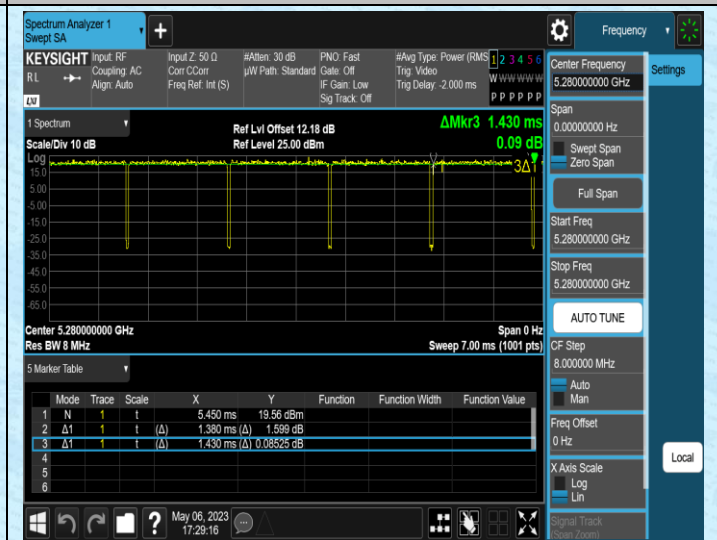 Spectrum Analyzer 1
Swept SA
+
Frequency
KEYSIGHT
RL
LXI
Input: RF
Coupling: AC
Align: Auto
Input Z: 50 Ω
Corr CCorr
Freq Ref: Int (S)
#Atten: 30 dB
µW Path: Standard
PNO: Fast
Gate: Off
IF Gain: Low
Sig Track: Off
#Avg Type: Power (RMS
Trig: Video
Trig Delay: -2.000 ms
1 2 3 4 5 6
W W W W W W
P P P P P P
1 Spectrum
Scale/Div 10 dB
Log
Ref Lvl Offset 12.18 dB
Ref Level 25.00 dBm
ΔMkr3 1.430 ms
0.09 dB
15.0
5.00
-5.00
-15.0
-25.0
-35.0
-45.0
-55.0
-65.0
1
3Δ1
Center 5.280000000 GHz
Res BW 8 MHz
Span 0 Hz
Sweep 7.00 ms (1001 pts)
5 Marker Table
Mode Trace Scale X Y Function Function Width Function Value
1 N 1 t 5.450 ms 19.56 dBm
2 Δ1 1 t (Δ) 1.380 ms (Δ) 1.599 dB
3 Δ1 1 t (Δ) 1.430 ms (Δ) 0.08525 dB
4
5
6
?
May 06, 2023
17:29:16
Center Frequency
5.280000000 GHz
Span
0.00000000 Hz
Swept Span
Zero Span
Full Span
Start Freq
5.280000000 GHz
Stop Freq
5.280000000 GHz
AUTO TUNE
CF Step
8.000000 MHz
Auto
Man
Freq Offset
0 Hz
X Axis Scale
Log
Lin
Signal Track
(Span Zoom)
Settings
Local